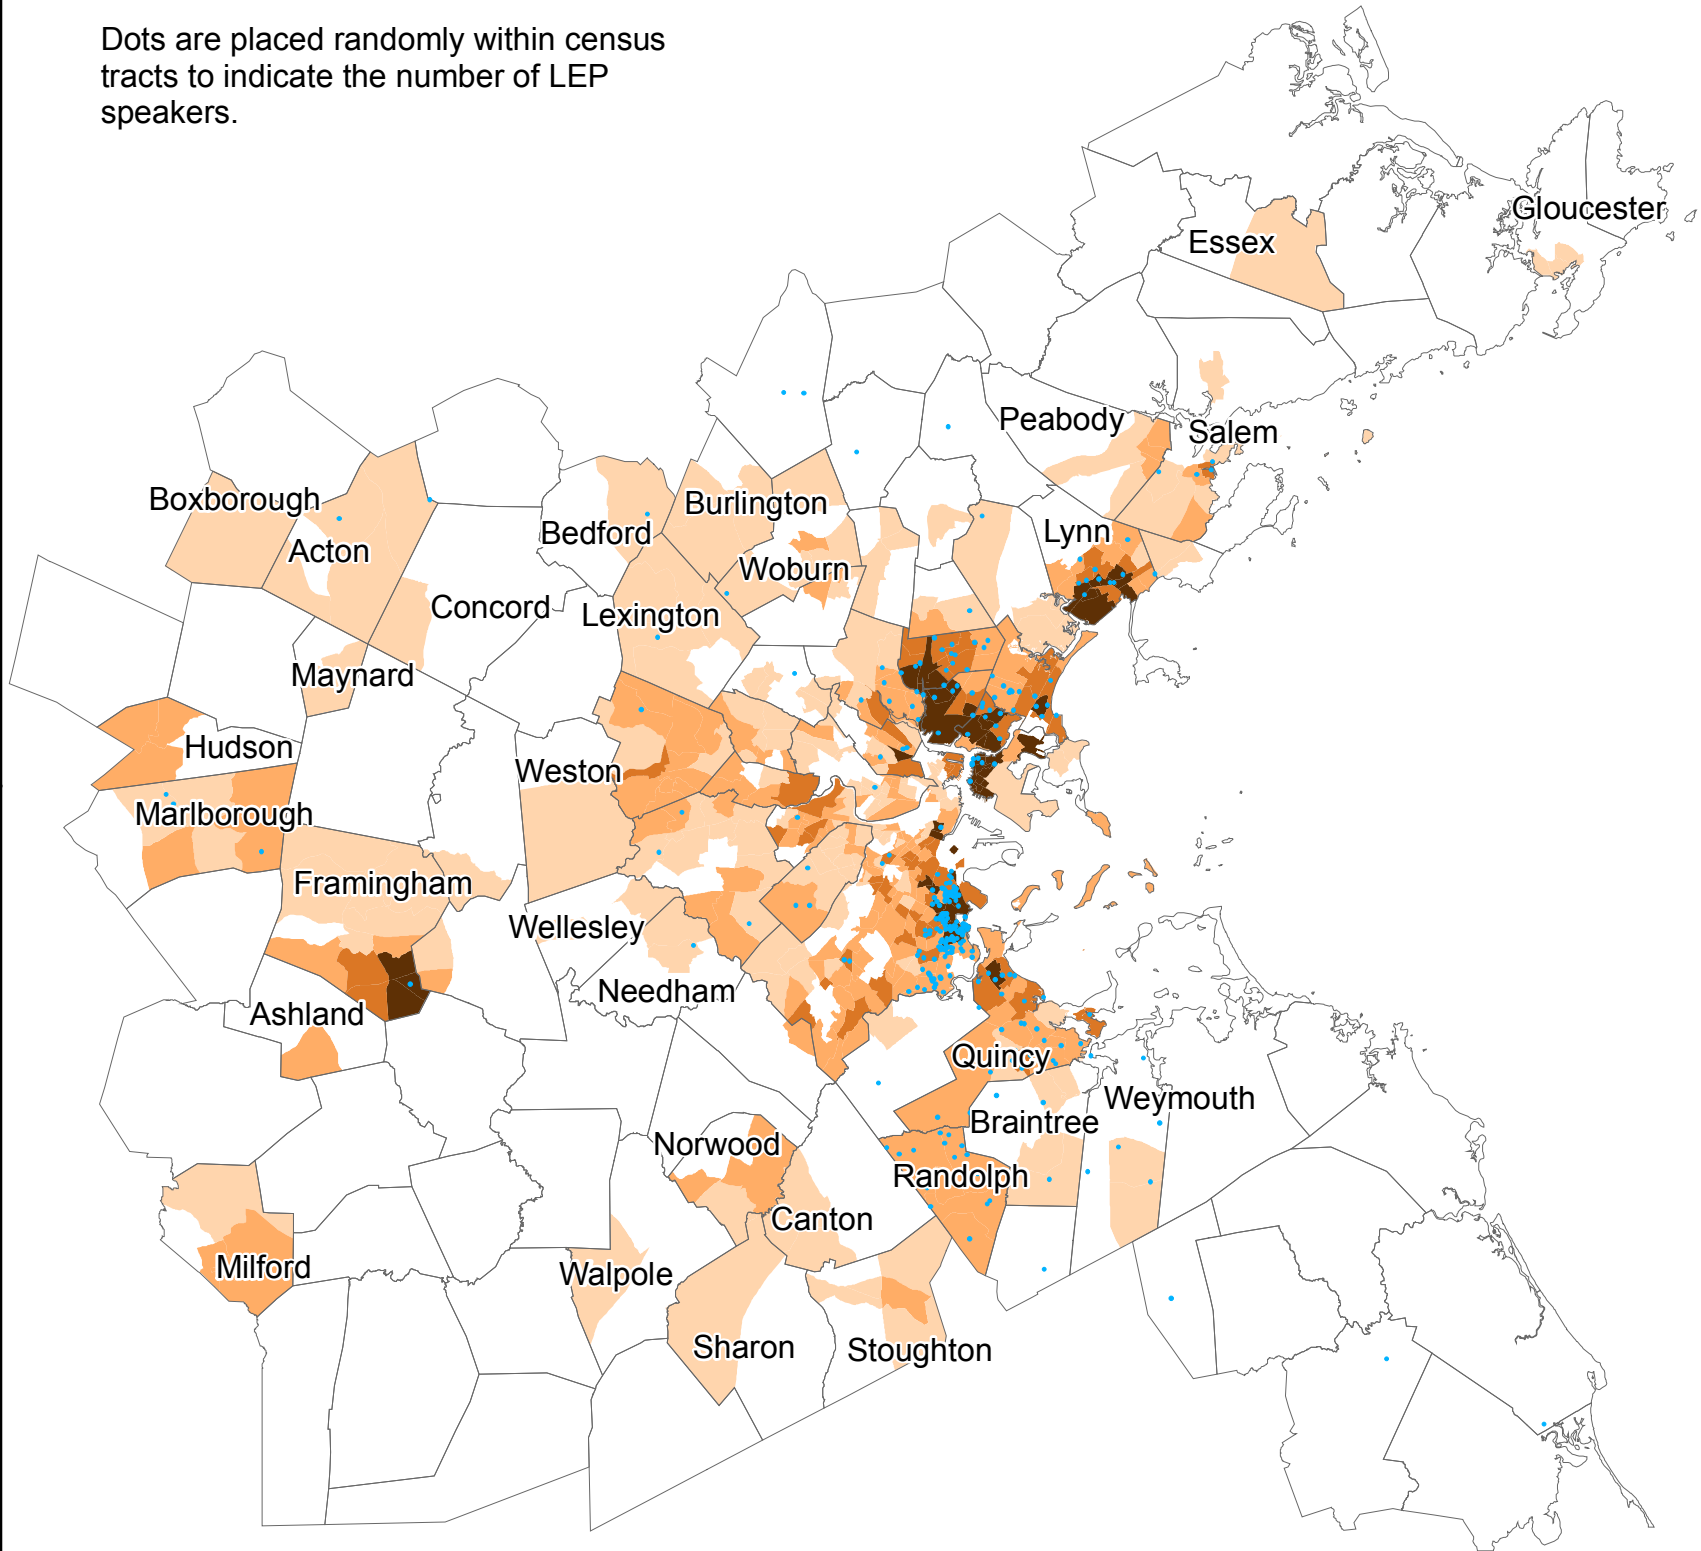 Dots are placed randomly within census
tracts to indicate the number of LEP
speakers.
Gloucester
Essex
Peabody
Salem
Boxborough
Burlington
Bedford
Lynn
Acton
Woburn
Concord
Lexington
Maynard
Hudson
Weston
Marlborough
Framingham
Wellesley
Needham
Ashland
Quincy
Weymouth
Braintree
Norwood
Randolph
Canton
Milford
Walpole
Sharon
Stoughton